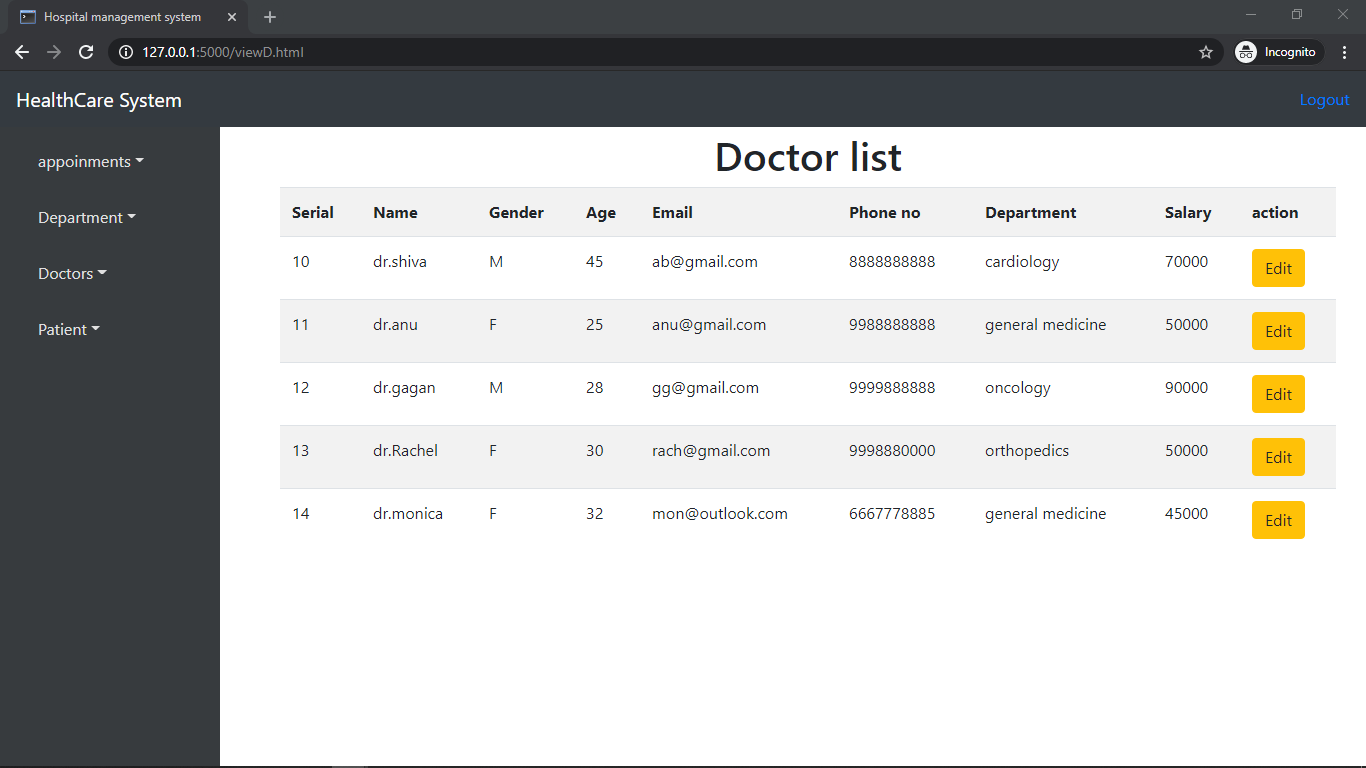 Hospital management system
127.0.0.1:5000/viewD.html
Incognito
HealthCare System
Logout
appoinments
Department
Doctors
Patient
Doctor list
Serial Name Gender Age Email Phone no Department Salary action
10 dr.shiva M 45 ab@gmail.com 8888888888 cardiology 70000 Edit
11 dr.anu F 25 anu@gmail.com 9988888888 general medicine 50000 Edit
12 dr.gagan M 28 gg@gmail.com 9999888888 oncology 90000 Edit
13 dr.Rachel F 30 rach@gmail.com 9998880000 orthopedics 50000 Edit
14 dr.monica F 32 mon@outlook.com 6667778885 general medicine 45000 Edit